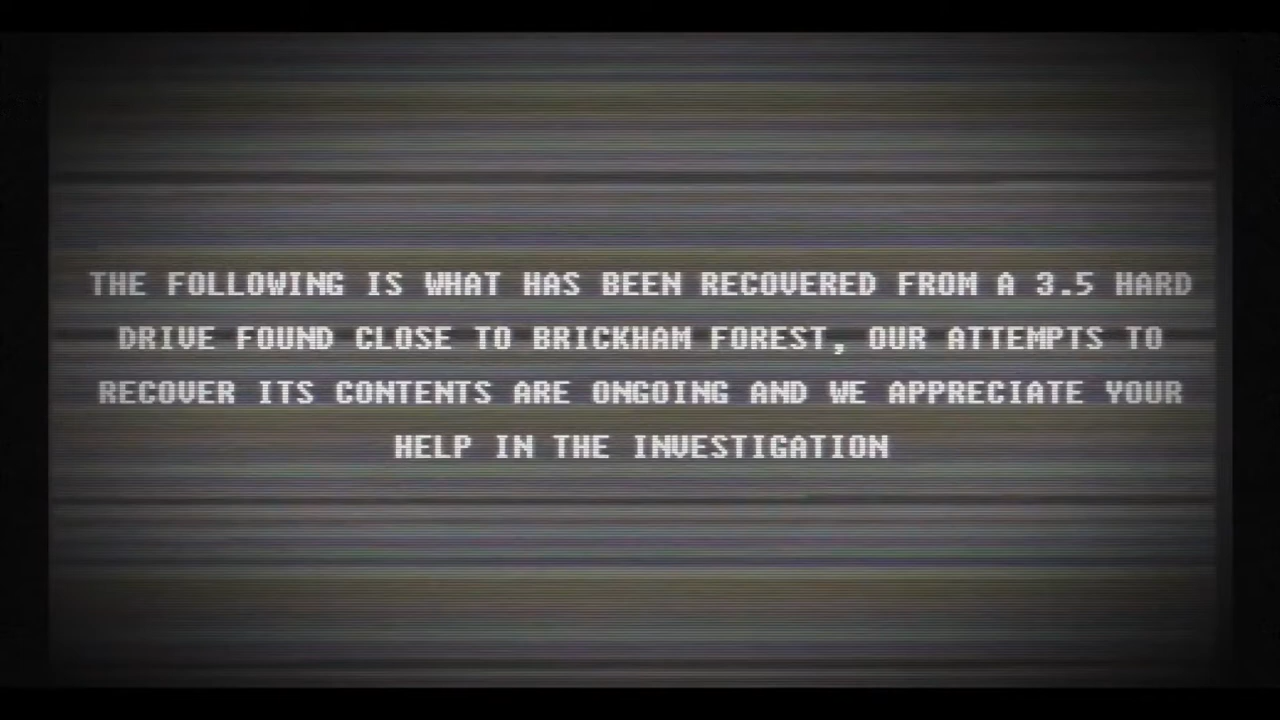 THE FOLLOWING IS WHAT HAS BEEN RECOVERED FROM A 3.5 HARD
DRIVE FOUND CLOSE TO BRICKHAM FOREST, OUR ATTEMPTS TO
RECOVER ITS CONTENTS ARE ONGOING AND WE APPRECIATE YOUR
HELP IN THE INVESTIGATION